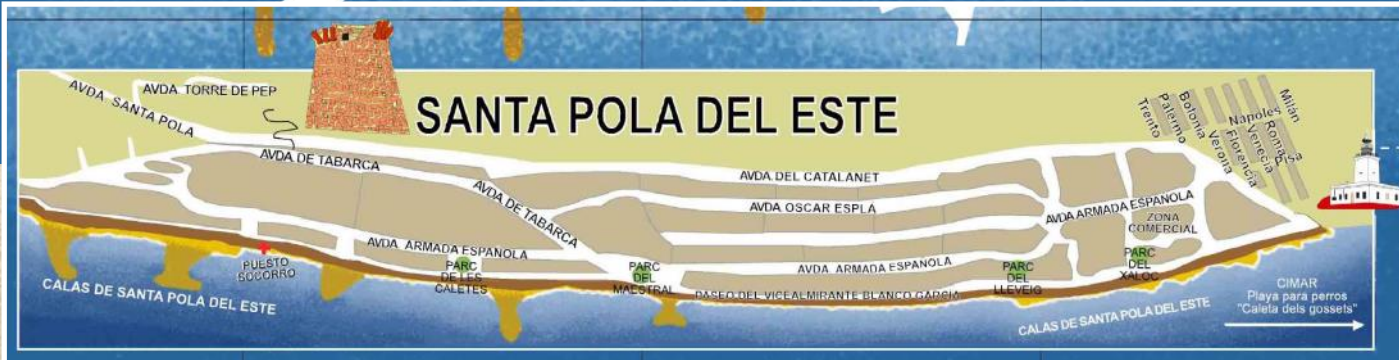 SANTA POLA DEL ESTE
AVDA. SANTA POLA
AVDA. TORRE DE PEP
AVDA DE TABARCA
AVDA DE TABARCA
AVDA. DEL CATALANET
AVDA OSCAR ESPLA
AVDA. ARMADA ESPAÑOLA
AVDA. ARMADA ESPAÑOLA
AVDA ARMADA ESPAÑOLA
ZONA
COMERCIAL
Trento
Palermo
Bolonia
Verona
Florencia
Napoles
Venecia
Roma
Pisa
Milán
PUESTO
SOCORRO
PARC
DE LES
CALETES
PARC
DEL
MAESTRAL
PARC
DEL
LLEVEIG
PARC
DEL
XALOC
PASEO DEL VICEALMIRANTE BLANCO GARCIA
CALAS DE SANTA POLA DEL ESTE
CALAS DE SANTA POLA DEL ESTE
CIMAR
Playa para perros
"Caleta dels gossets"